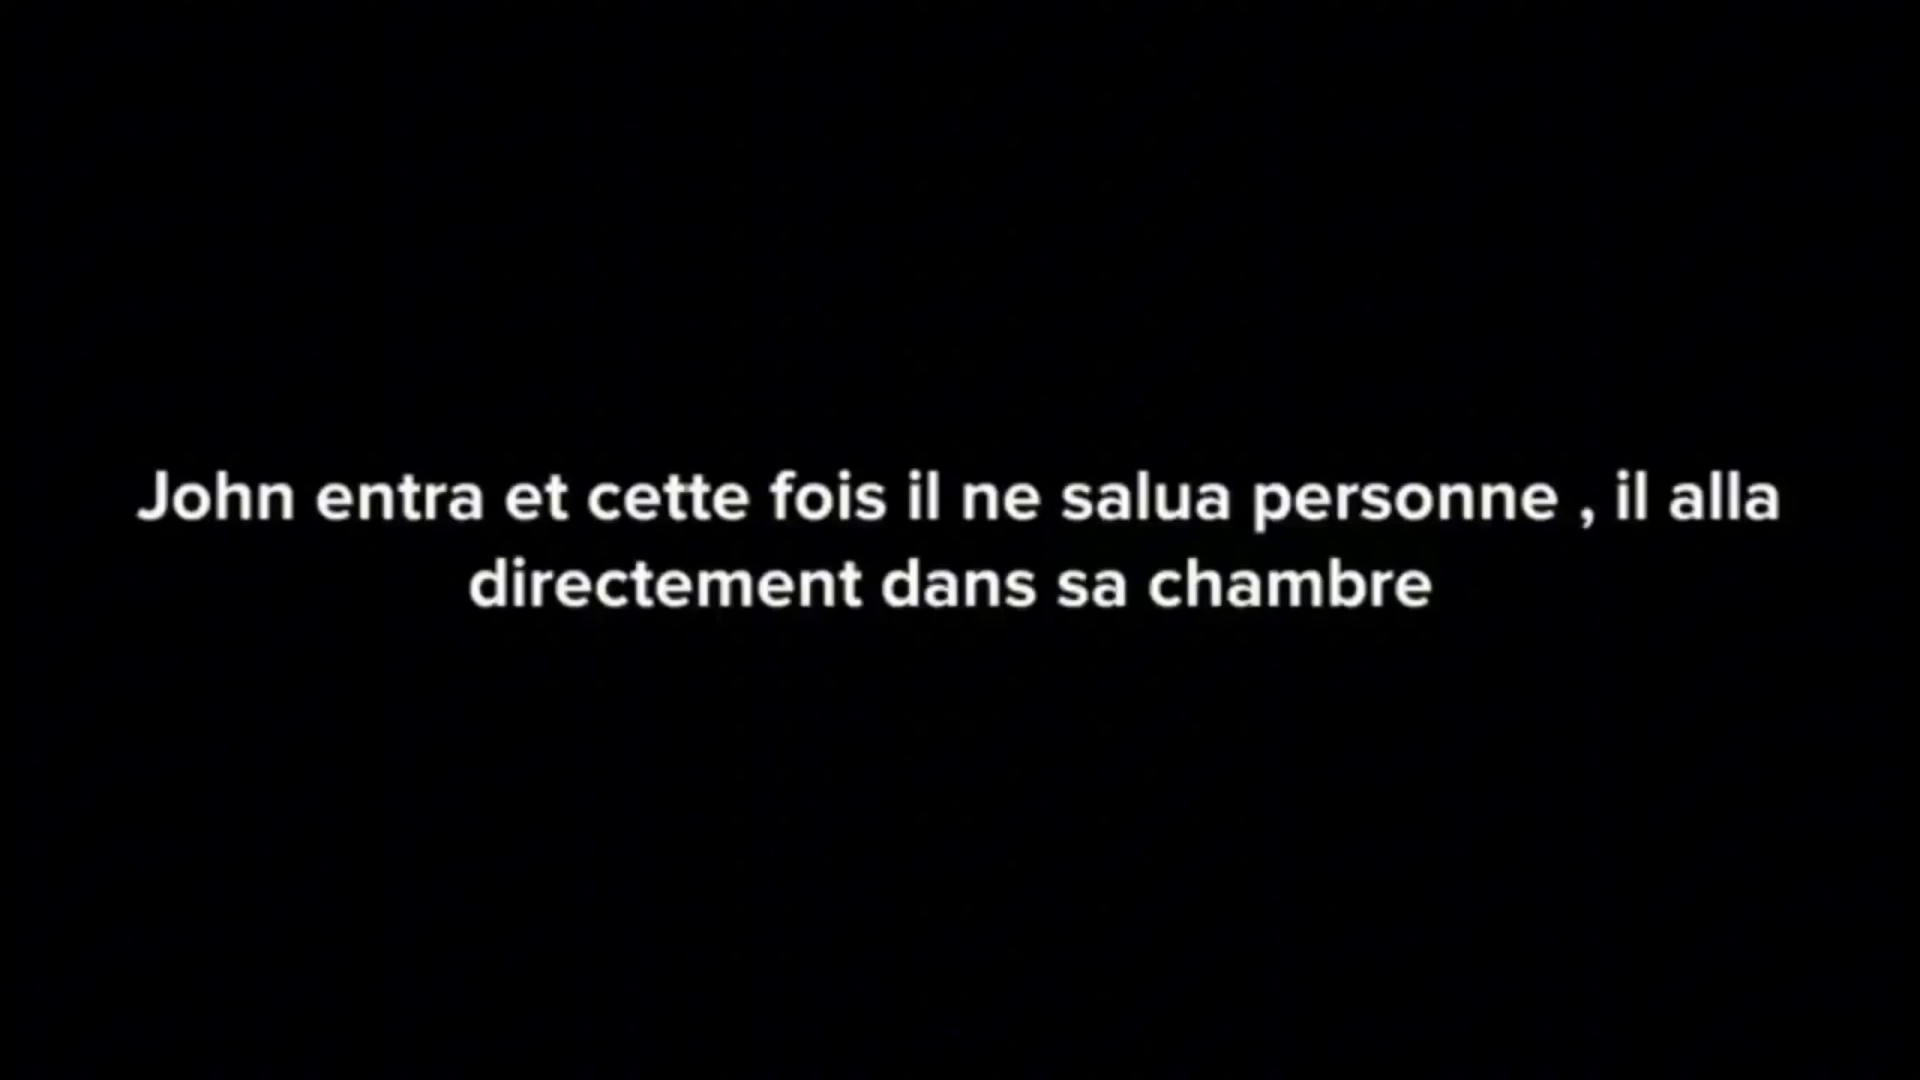 John entra et cette fois il ne salua personne , il alla
directement dans sa chambre